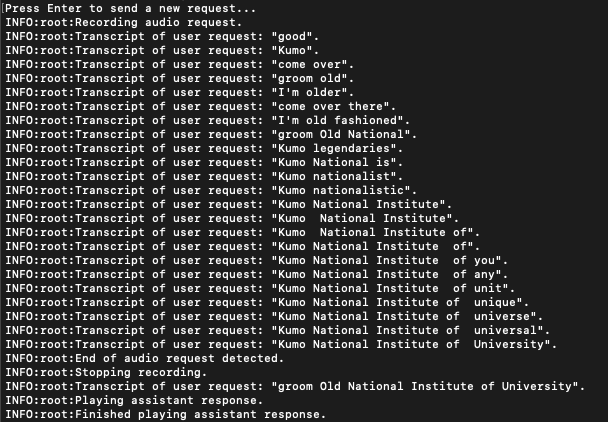 [Press Enter to send a new request...
INFO:root:Recording audio request.
INFO:root:Transcript of user request: "good".
INFO:root:Transcript of user request: "Kumo".
INFO:root:Transcript of user request: "come over".
INFO:root:Transcript of user request: "groom old".
INFO:root:Transcript of user request: "I'm older".
INFO:root:Transcript of user request: "come over there".
INFO:root:Transcript of user request: "I'm old fashioned".
INFO:root:Transcript of user request: "groom Old National".
INFO:root:Transcript of user request: "Kumo legendaries".
INFO:root:Transcript of user request: "Kumo National is".
INFO:root:Transcript of user request: "Kumo nationalist".
INFO:root:Transcript of user request: "Kumo nationalistic".
INFO:root:Transcript of user request: "Kumo National Institute".
INFO:root:Transcript of user request: "Kumo  National Institute".
INFO:root:Transcript of user request: "Kumo  National Institute of".
INFO:root:Transcript of user request: "Kumo National Institute  of".
INFO:root:Transcript of user request: "Kumo National Institute  of you".
INFO:root:Transcript of user request: "Kumo National Institute  of any".
INFO:root:Transcript of user request: "Kumo National Institute  of unit".
INFO:root:Transcript of user request: "Kumo National Institute of  unique".
INFO:root:Transcript of user request: "Kumo National Institute of  universe".
INFO:root:Transcript of user request: "Kumo National Institute of  universal".
INFO:root:Transcript of user request: "Kumo National Institute of  University".
INFO:root:End of audio request detected.
INFO:root:Stopping recording.
INFO:root:Transcript of user request: "groom Old National Institute of University".
INFO:root:Playing assistant response.
INFO:root:Finished playing assistant response.